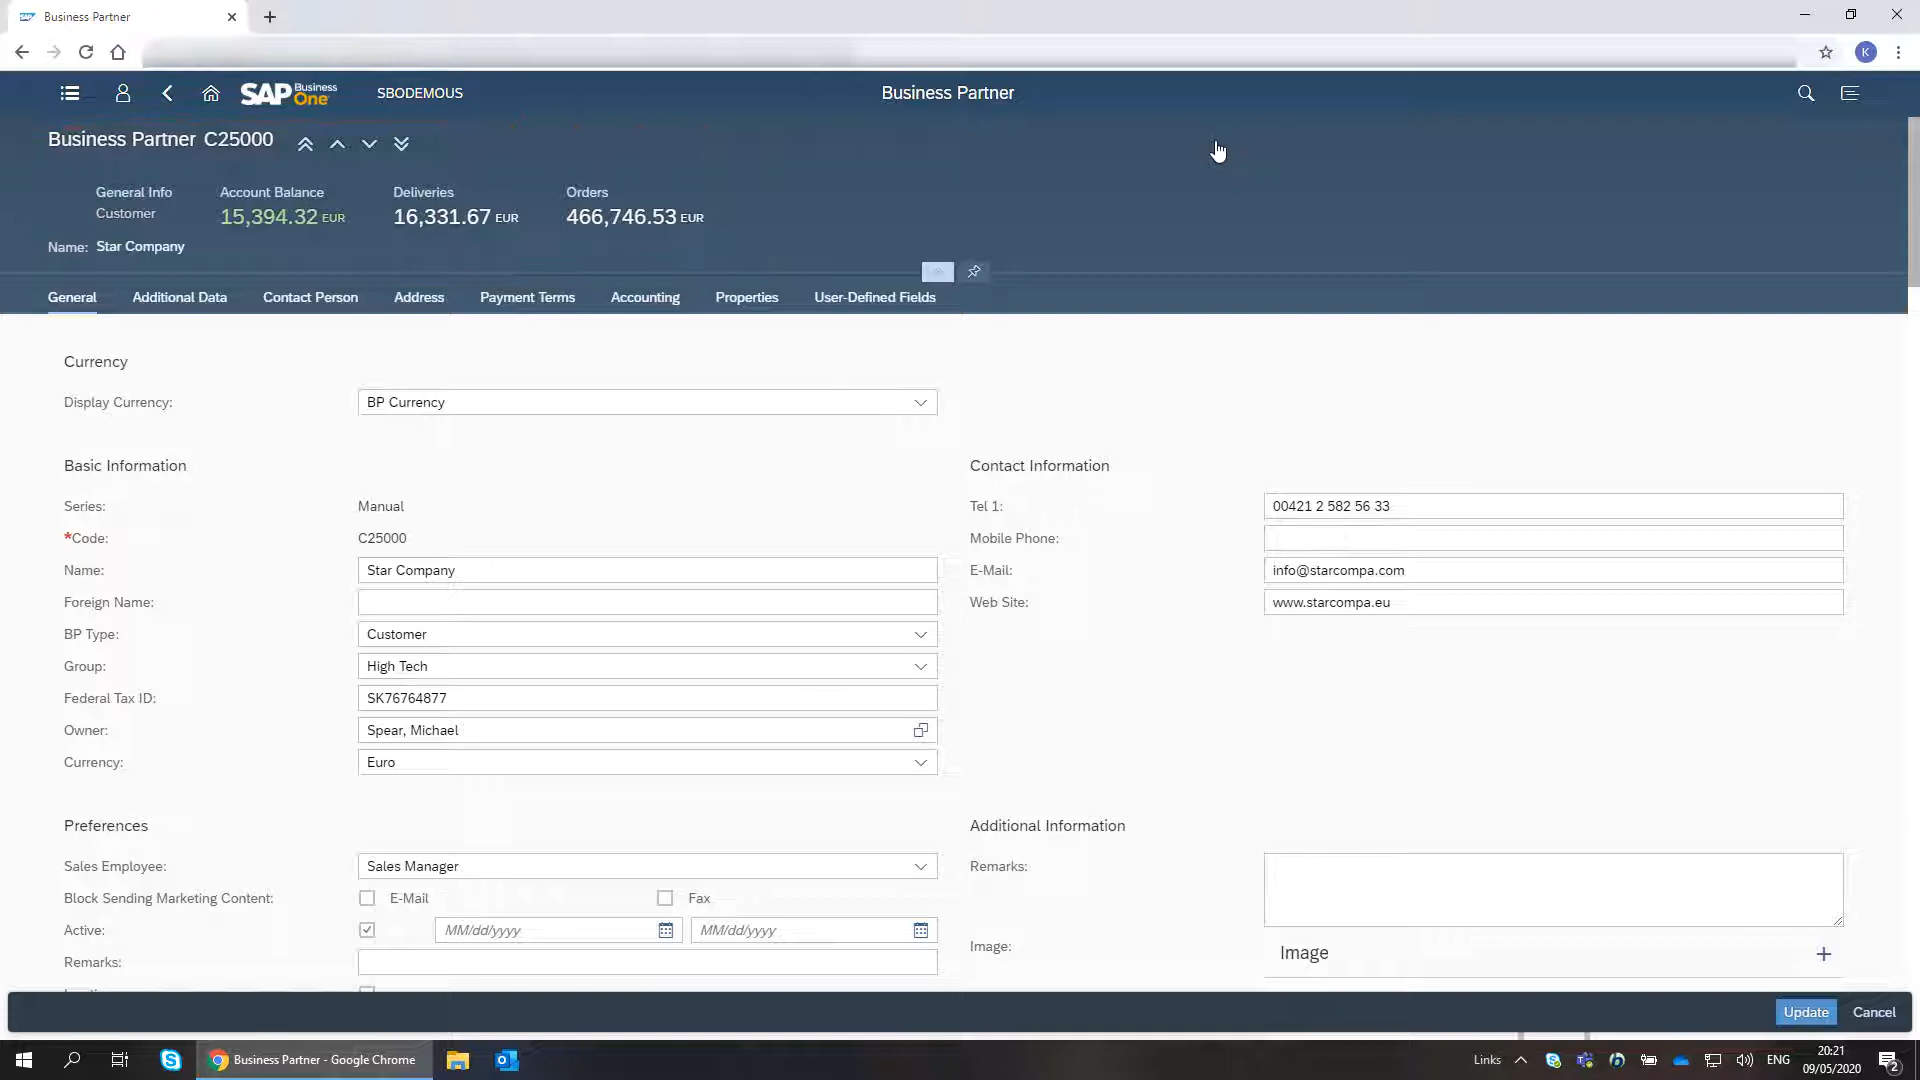 Business Partner
K
SAP Business One
SBODEMOUS
Business Partner
Business Partner C25000
General Info
Customer
Account Balance
15,394.32 EUR
Deliveries
16,331.67 EUR
Orders
466,746.53 EUR
Name: Star Company
General
Additional Data
Contact Person
Address
Payment Terms
Accounting
Properties
User-Defined Fields
Currency
Display Currency: BP Currency
Basic Information
Series: Manual
*Code: C25000
Name: Star Company
Foreign Name:
BP Type: Customer
Group: High Tech
Federal Tax ID: SK76764877
Owner: Spear, Michael
Currency: Euro
Contact Information
Tel 1: 00421 2 582 56 33
Mobile Phone:
E-Mail: info@starcompa.com
Web Site: www.starcompa.eu
Preferences
Sales Employee: Sales Manager
Block Sending Marketing Content: E-Mail Fax
Active: MM/dd/yyyy MM/dd/yyyy
Remarks:
Additional Information
Remarks:
Image: Image
Update Cancel
Business Partner - Google Chrome
Links
ENG
20:21
09/05/2020
2